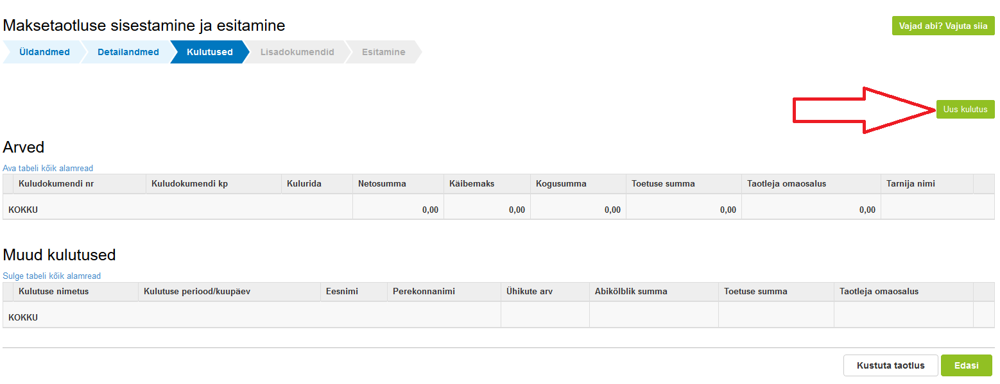 Maksetaotluse sisestamine ja esitamine
Vajad abi? Vajuta siia
Üldandmed Detailandmed Kulutused Lisadokumendid Esitamine
Uus kulutus
Arved
Ava tabeli kõik alamread
Kuludokumendi nr Kuludokumendi kp Kulurida Netosumma Käibemaks Kogusumma Toetuse summa Taotleja omaosalus Tarnija nimi
KOKKU 0,00 0,00 0,00 0,00 0,00
Muud kulutused
Sulge tabeli kõik alamread
Kulutuse nimetus Kulutuse periood/kuupäev Eesnimi Perekonnanimi Ühikute arv Abikõlblik summa Toetuse summa Taotleja omaosalus
KOKKU
Kustuta taotlus Edasi